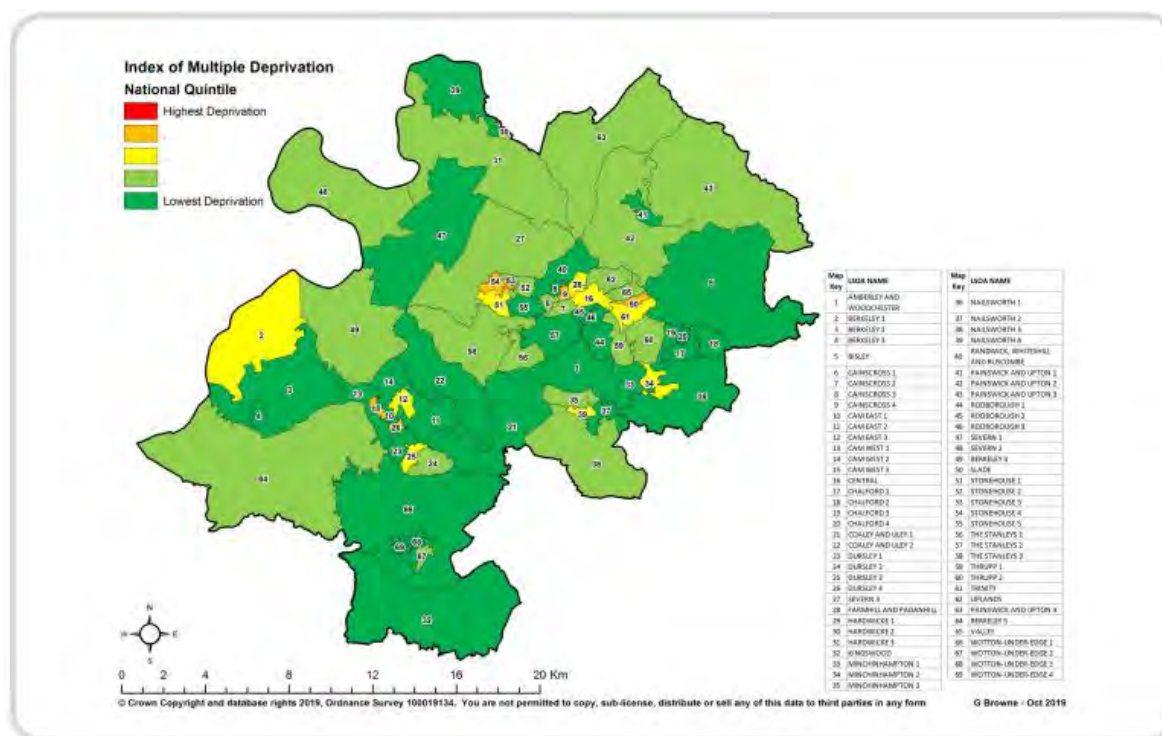 Index of Multiple Deprivation
National Quintile
Highest Deprivation
Lowest Deprivation
Map Key LSOA NAME
1 AMBERLEY AND WOODCHESTER
2 BERKELEY 1
3 BERKELEY 2
4 BERKELEY 3
5 BISLEY
6 CAINSCROSS 1
7 CAINSCROSS 2
8 CAINSCROSS 3
9 CAINSCROSS 4
10 CAM EAST 1
11 CAM EAST 2
12 CAM EAST 3
13 CAM WEST 1
14 CAM WEST 2
15 CAM WEST 3
16 CENTRAL
17 CHALFORD 1
18 CHALFORD 2
19 CHALFORD 3
20 CHALFORD 4
21 COALEY AND ULEY 1
22 COALEY AND ULEY 2
23 DURSLEY 1
24 DURSLEY 2
25 DURSLEY 3
26 DURSLEY 4
27 SEVERN 3
28 FARMHILL AND PAGANHILL
29 HARDWICKE 1
30 HARDWICKE 2
31 HARDWICKE 3
32 KINGSWOOD
33 MINCHINHAMPTON 1
34 MINCHINHAMPTON 2
35 MINCHINHAMPTON 3
Map Key LSOA NAME
36 NAILSWORTH 1
37 NAILSWORTH 2
38 NAILSWORTH 3
39 NAILSWORTH 4
40 RANDWICK, WHITESHILL AND RUSCOMBE
41 PAINSWICK AND UPTON 1
42 PAINSWICK AND UPTON 2
43 PAINSWICK AND UPTON 3
44 RODBOROUGH 1
45 RODBOROUGH 2
46 RODBOROUGH 3
47 SEVERN 1
48 SEVERN 2
49 BERKELEY 4
50 SLADE
51 STONEHOUSE 1
52 STONEHOUSE 2
53 STONEHOUSE 3
54 STONEHOUSE 4
55 STONEHOUSE 5
56 THE STANLEYS 1
57 THE STANLEYS 2
58 THE STANLEYS 3
59 THRUPP 1
60 THRUPP 2
61 TRINITY
62 UPLANDS
63 PAINSWICK AND UPTON 4
64 BERKELEY 5
65 VALLEY
66 WOTTON-UNDER-EDGE 1
67 WOTTON-UNDER-EDGE 2
68 WOTTON-UNDER-EDGE 3
69 WOTTON-UNDER-EDGE 4
N
E
S
0 2 4 8 12 16 20 Km
© Crown Copyright and database rights 2019, Ordnance Survey 100019134. You are not permitted to copy, sub-license, distribute or sell any of this data to third parties in any form
G Browne - Oct 2019